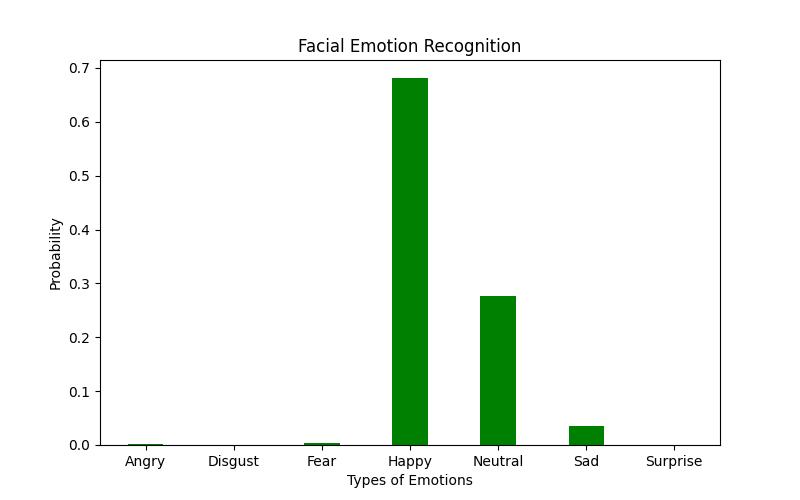 Facial Emotion Recognition
0.7
0.6
0.5
0.4
0.3
0.2
0.1
0.0
Probability
Angry Disgust Fear Happy Neutral Sad Surprise
Types of Emotions